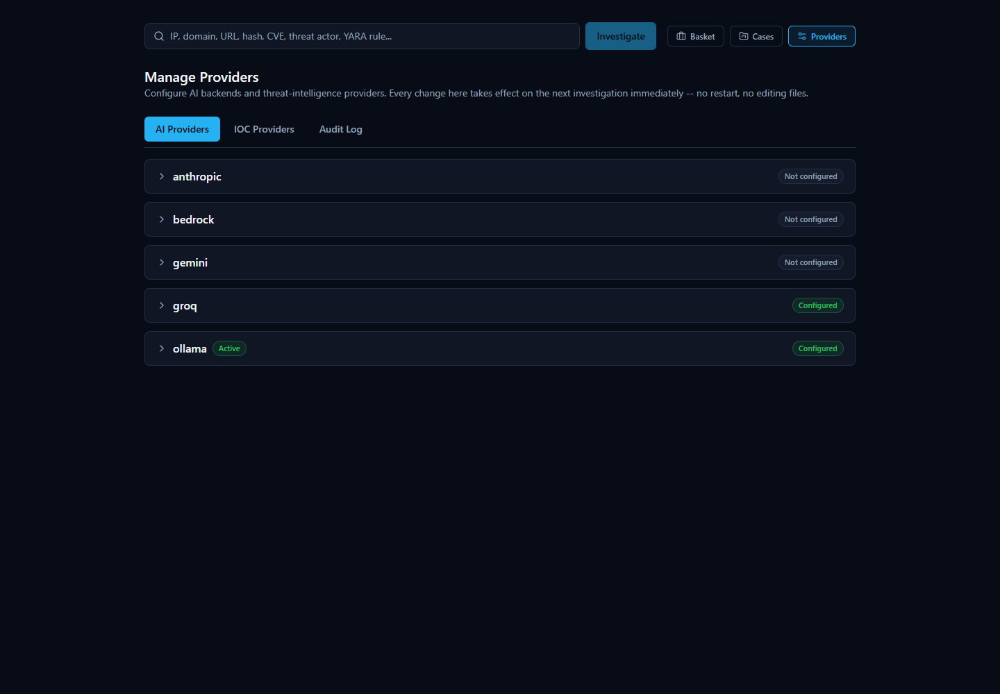 IP, domain, URL, hash, CVE, threat actor, YARA rule...
Investigate
Basket
Cases
Providers
Manage Providers
Configure AI backends and threat-intelligence providers. Every change here takes effect on the next investigation immediately -- no restart, no editing files.
AI Providers
IOC Providers
Audit Log
anthropic
Not configured
bedrock
Not configured
gemini
Not configured
groq
Configured
ollama
Active
Configured